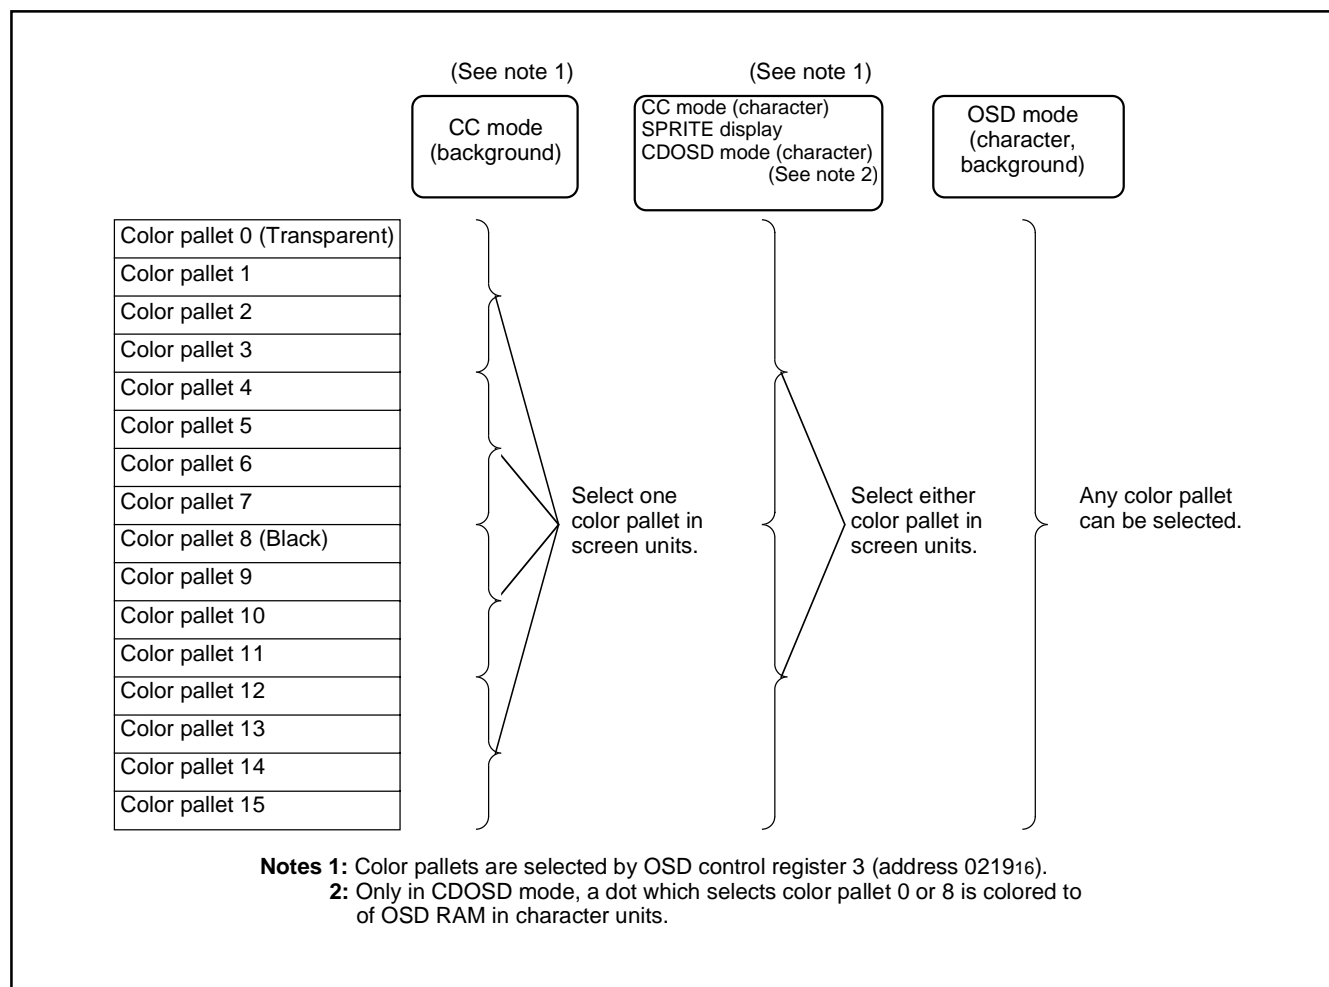 (See note 1)
(See note 1)
CC mode
(background)
CC mode (character)
SPRITE display
CDOSD mode (character)
(See note 2)
OSD mode
(character,
background)
Color pallet 0 (Transparent)
Color pallet 1
Color pallet 2
Color pallet 3
Color pallet 4
Color pallet 5
Color pallet 6
Color pallet 7
Color pallet 8 (Black)
Color pallet 9
Color pallet 10
Color pallet 11
Color pallet 12
Color pallet 13
Color pallet 14
Color pallet 15
Select one
color pallet in
screen units.
Select either
color pallet in
screen units.
Any color pallet
can be selected.
Notes 1: Color pallets are selected by OSD control register 3 (address 021916).
2: Only in CDOSD mode, a dot which selects color pallet 0 or 8 is colored to
of OSD RAM in character units.